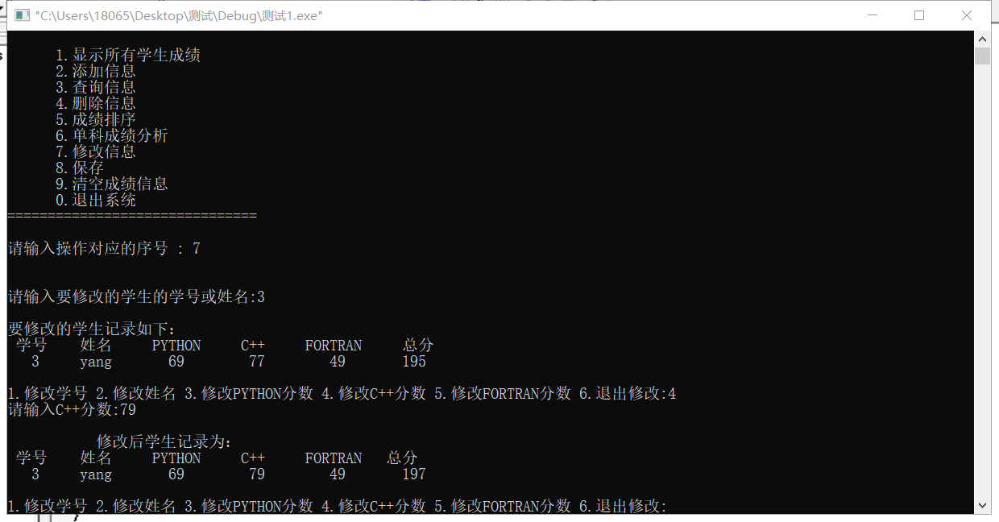 "C:\Users\18065\Desktop\测试\Debug\测试1.exe"
1.显示所有学生成绩
2.添加信息
3.查询信息
4.删除信息
5.成绩排序
6.单科成绩分析
7.修改信息
8.保存
9.清空成绩信息
0.退出系统
===============================
请输入操作对应的序号 : 7
请输入要修改的学生的学号或姓名:3
要修改的学生记录如下:
学号 姓名 PYTHON C++ FORTRAN 总分
3 yang 69 77 49 195
1.修改学号 2.修改姓名 3.修改PYTHON分数 4.修改C++分数 5.修改FORTRAN分数 6.退出修改:4
请输入C++分数:79
修改后学生记录为:
学号 姓名 PYTHON C++ FORTRAN 总分
3 yang 69 79 49 197
1.修改学号 2.修改姓名 3.修改PYTHON分数 4.修改C++分数 5.修改FORTRAN分数 6.退出修改: